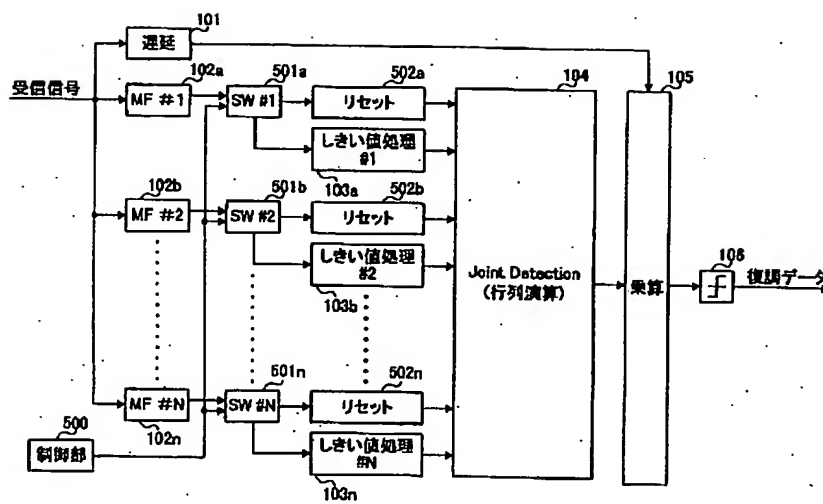 101
遅延
受信信号
102a
MF #1
501a
SW #1
502a
リセット
104
105
しきい値処理
#1
103a
102b
MF #2
501b
SW #2
502b
リセット
しきい値処理
#2
103b
Joint Detection
(行列演算)
乗算
106
復調データ
501n
502n
MF #N
102n
SW #N
リセット
500
制御部
しきい値処理
#N
103n